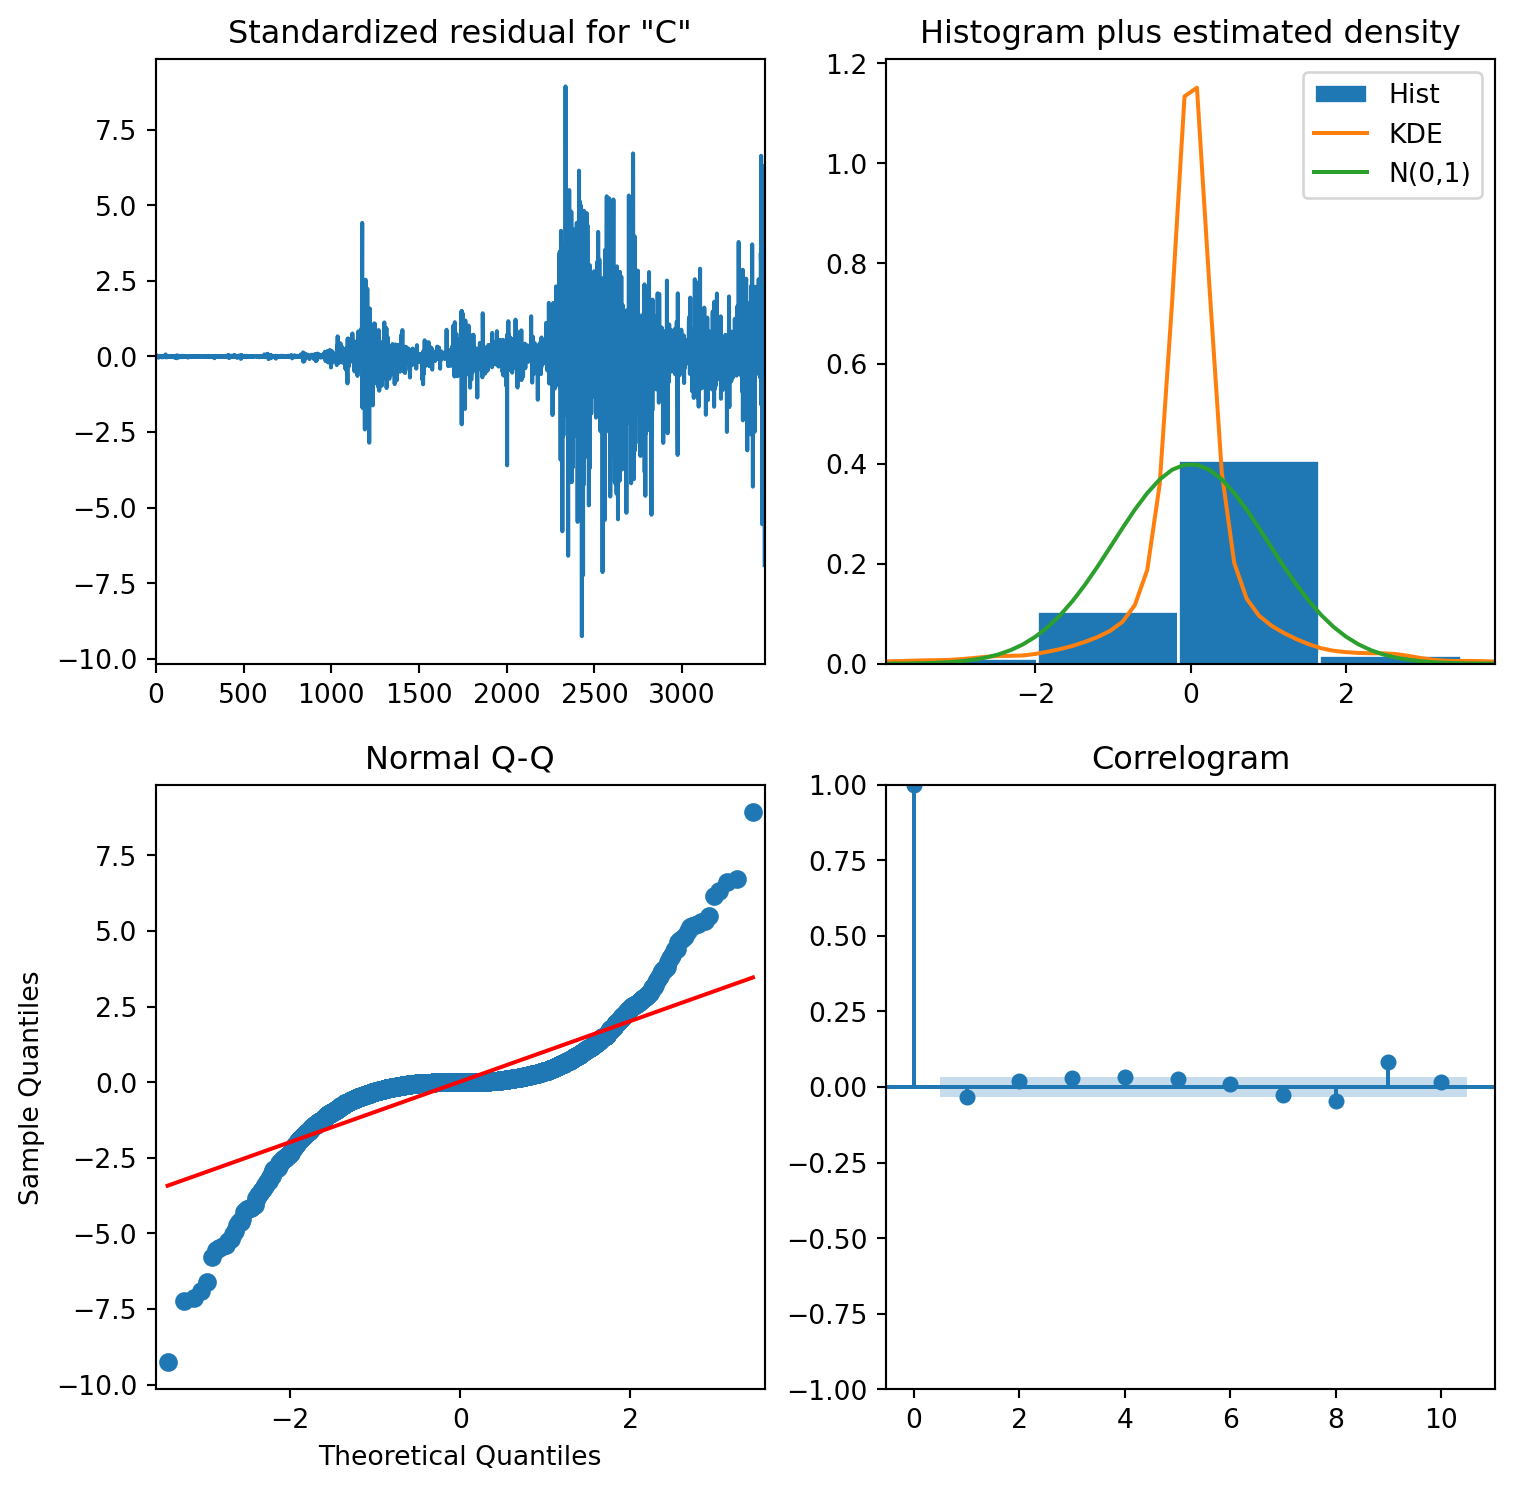 Standardized residual for "C"
7.5
5.0
2.5
0.0
−2.5
−5.0
−7.5
−10.0
0 500 1000 1500 2000 2500 3000
Histogram plus estimated density
1.2
1.0
0.8
0.6
0.4
0.2
0.0
−2 0 2
Hist
KDE
N(0,1)
Normal Q-Q
Sample Quantiles
7.5
5.0
2.5
0.0
−2.5
−5.0
−7.5
−10.0
−2 0 2
Theoretical Quantiles
Correlogram
1.00
0.75
0.50
0.25
0.00
−0.25
−0.50
−0.75
−1.00
0 2 4 6 8 10